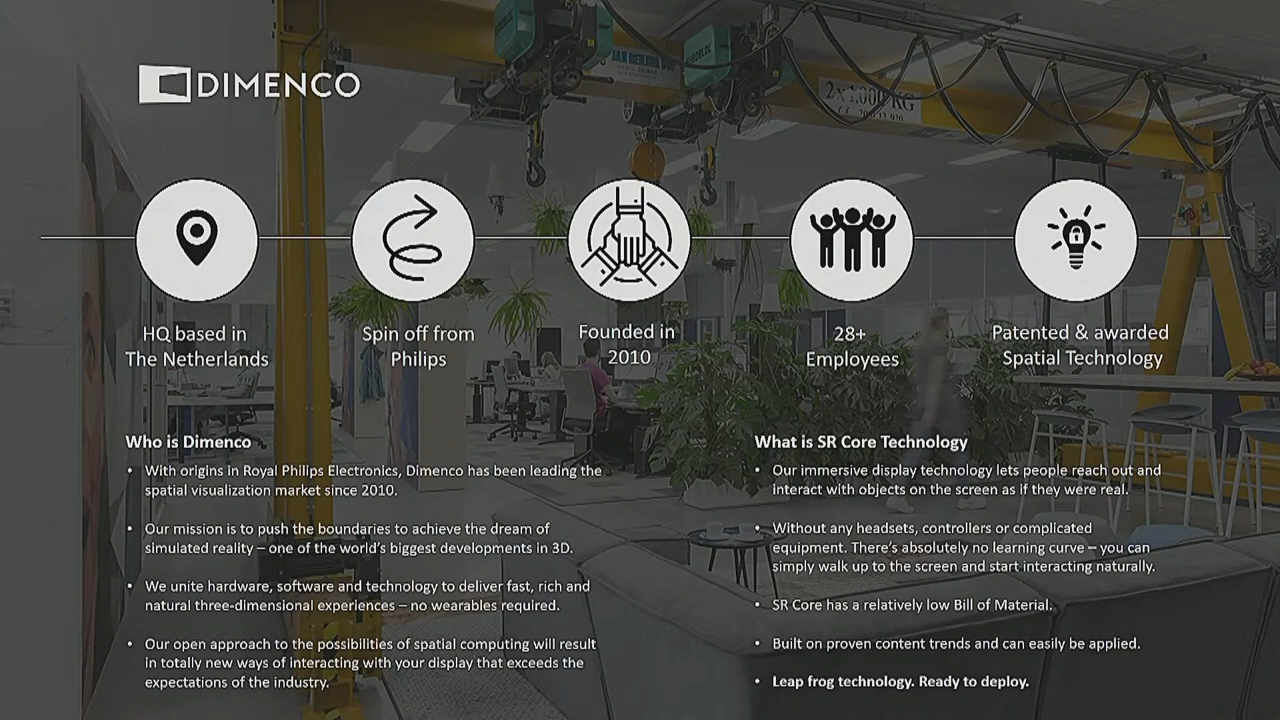 DIMENCO
2x1.000 KG
HQ based in
The Netherlands
Spin off from
Philips
Founded in
2010
28+
Employees
Patented & awarded
Spatial Technology
Who is Dimenco
• With origins in Royal Philips Electronics, Dimenco has been leading the
spatial visualization market since 2010.
• Our mission is to push the boundaries to achieve the dream of
simulated reality – one of the world's biggest developments in 3D.
• We unite hardware, software and technology to deliver fast, rich and
natural three-dimensional experiences – no wearables required.
• Our open approach to the possibilities of spatial computing will result
in totally new ways of interacting with your display that exceeds the
expectations of the industry.
What is SR Core Technology
• Our immersive display technology lets people reach out and
interact with objects on the screen as if they were real.
• Without any headsets, controllers or complicated
equipment. There's absolutely no learning curve – you can
simply walk up to the screen and start interacting naturally.
• SR Core has a relatively low Bill of Material.
• Built on proven content trends and can easily be applied.
• Leap frog technology. Ready to deploy.